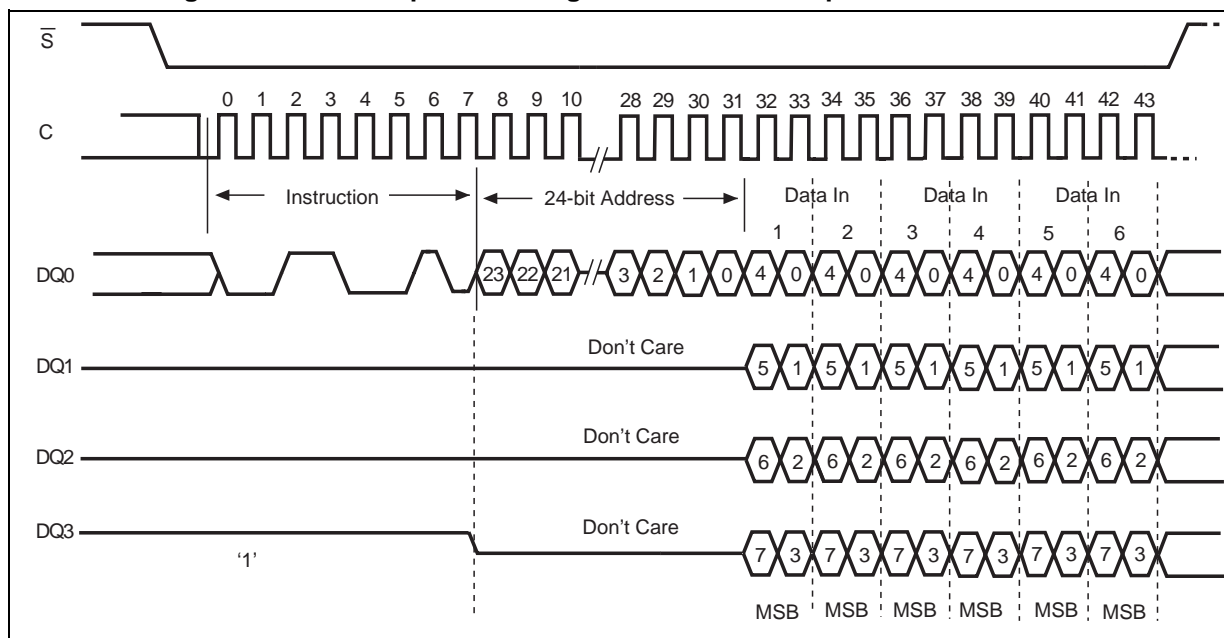 S
0 1 2 3 4 5 6 7 8 9 10 28 29 30 31 32 33 34 35 36 37 38 39 40 41 42 43
C
Instruction 24-bit Address Data In Data In Data In
1 2 3 4 5 6
DQ0 23 22 21 3 2 1 0 4 0 4 0 4 0 4 0 4 0 4 0
Don't Care
DQ1 5 1 5 1 5 1 5 1 5 1 5 1
Don't Care
DQ2 6 2 6 2 6 2 6 2 6 2 6 2
DQ3 Don't Care
‘1’ 7 3 7 3 7 3 7 3 7 3 7 3
MSB MSB MSB MSB MSB MSB